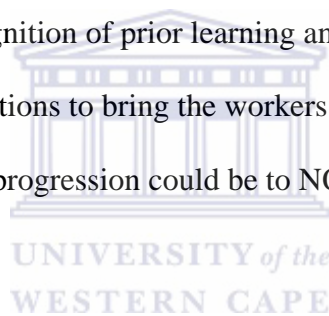 gnition of prior learning an
tions to bring the workers
progression could be to NC
UNIVERSITY of the
WESTERN CAPE